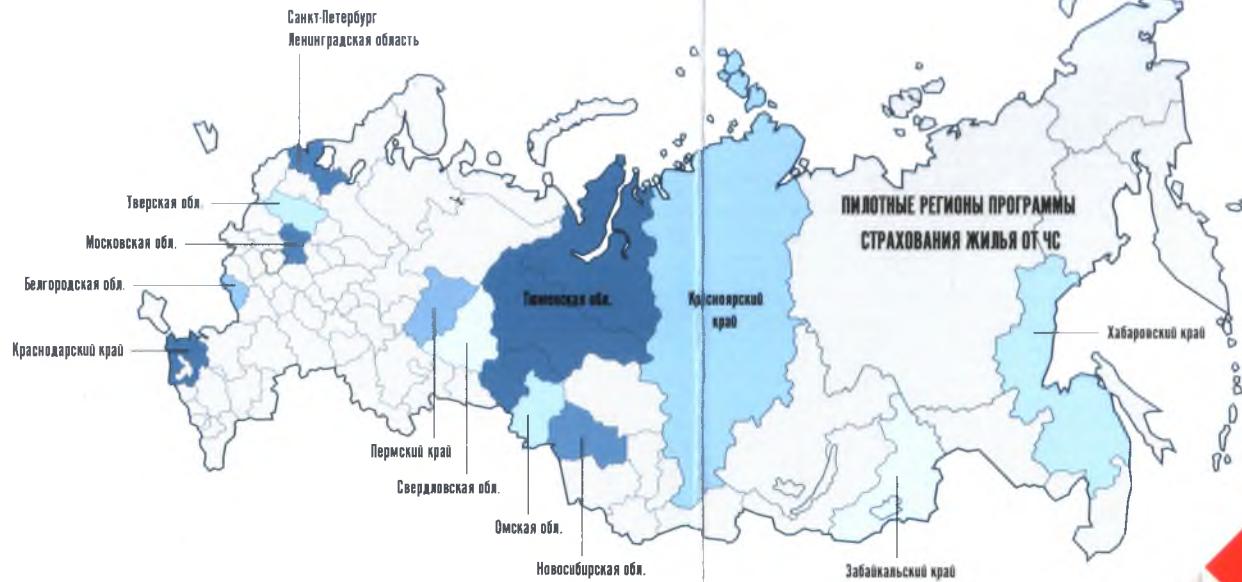 Санкт-Петербург
Ленинградская область
Тверская обл.
Московская обл.
Белгородская обл.
Краснодарский край
Пермский край
Свердловская обл.
Омская обл.
Новосибирская обл.
Тюменская обл.
Красноярский
край
ПИЛОТНЫЕ РЕГИОНЫ ПРОГРАММЫ
СТРАХОВАНИЯ ЖИЛЬЯ ОТ ЧС
Хабаровский край
Забайкальский край